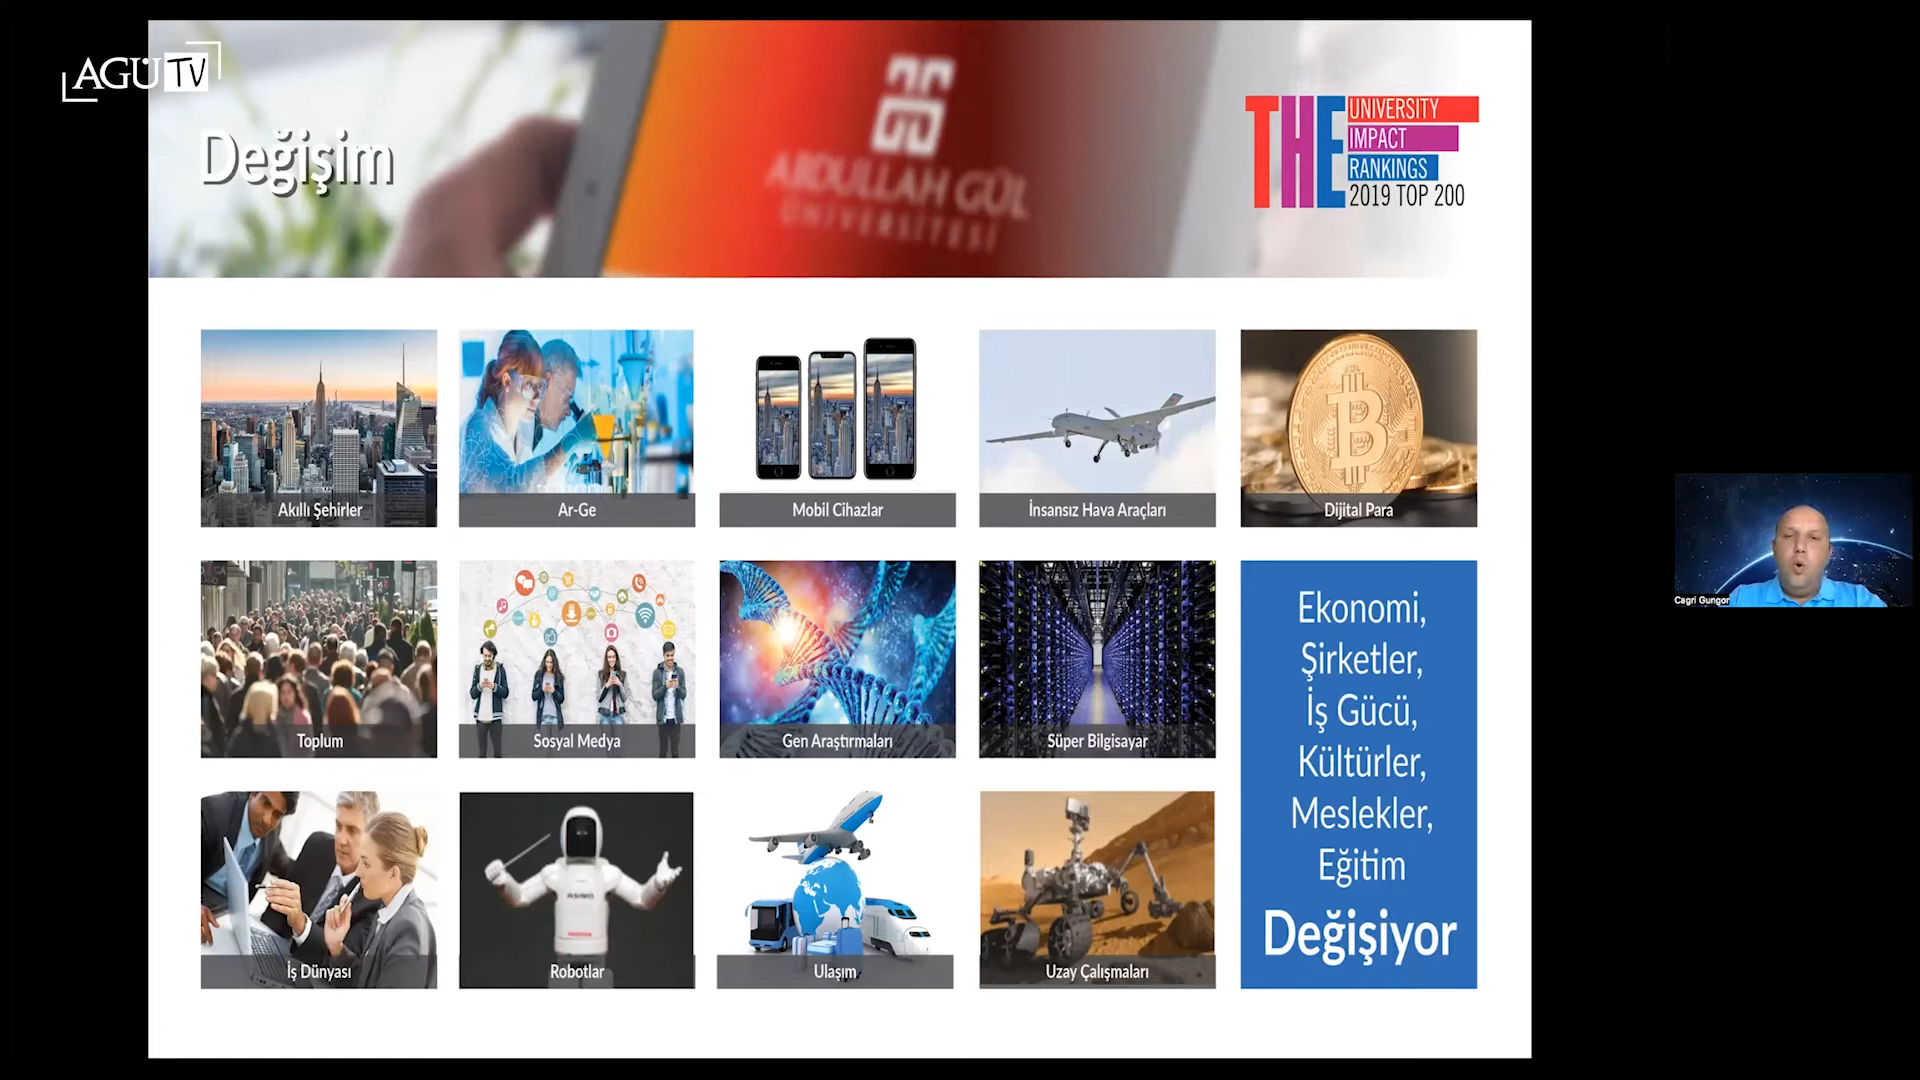 AGÜ TV
Değişim
ABDULLAH GÜL
ÜNİVERSİTESİ
THE
UNIVERSITY
IMPACT
RANKINGS
2019 TOP 200
Akıllı Şehirler
Ar-Ge
Mobil Cihazlar
İnsansız Hava Araçları
Dijital Para
Toplum
Sosyal Medya
Gen Araştırmaları
Süper Bilgisayar
Ekonomi,
Şirketler,
İş Gücü,
Kültürler,
Meslekler,
Eğitim
Değişiyor
ASIMO
İş Dünyası
Robotlar
Ulaşım
Uzay Çalışmaları
Cagri Gungor